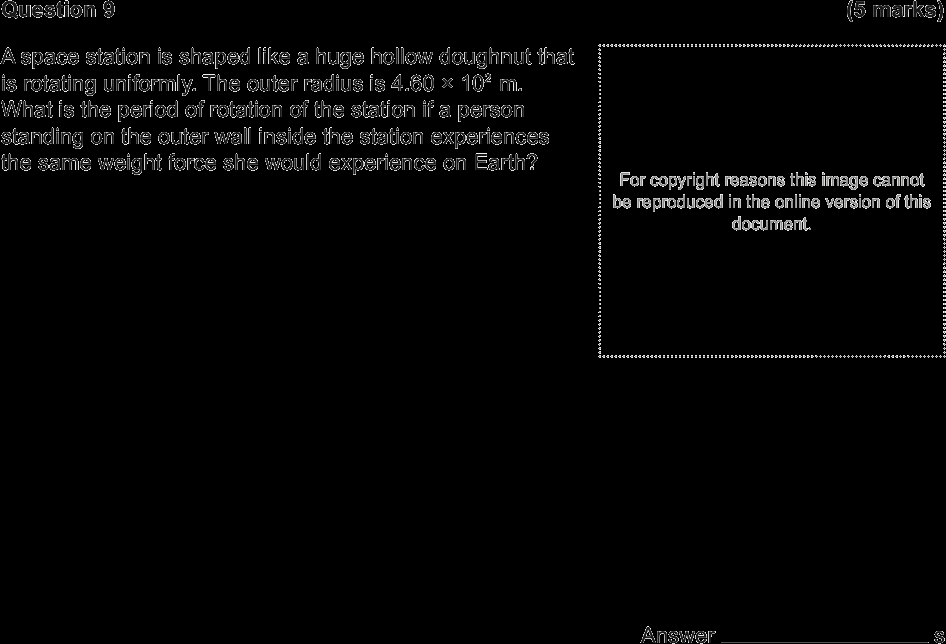 Question 9
(5 marks)
A space station is shaped like a huge hollow doughnut that
is rotating uniformly. The outer radius is 4.60 × 10² m.
What is the period of rotation of the station if a person
standing on the outer wall inside the station experiences
the same weight force she would experience on Earth?
For copyright reasons this image cannot
be reproduced in the online version of this
document.
Answer ____________________ s